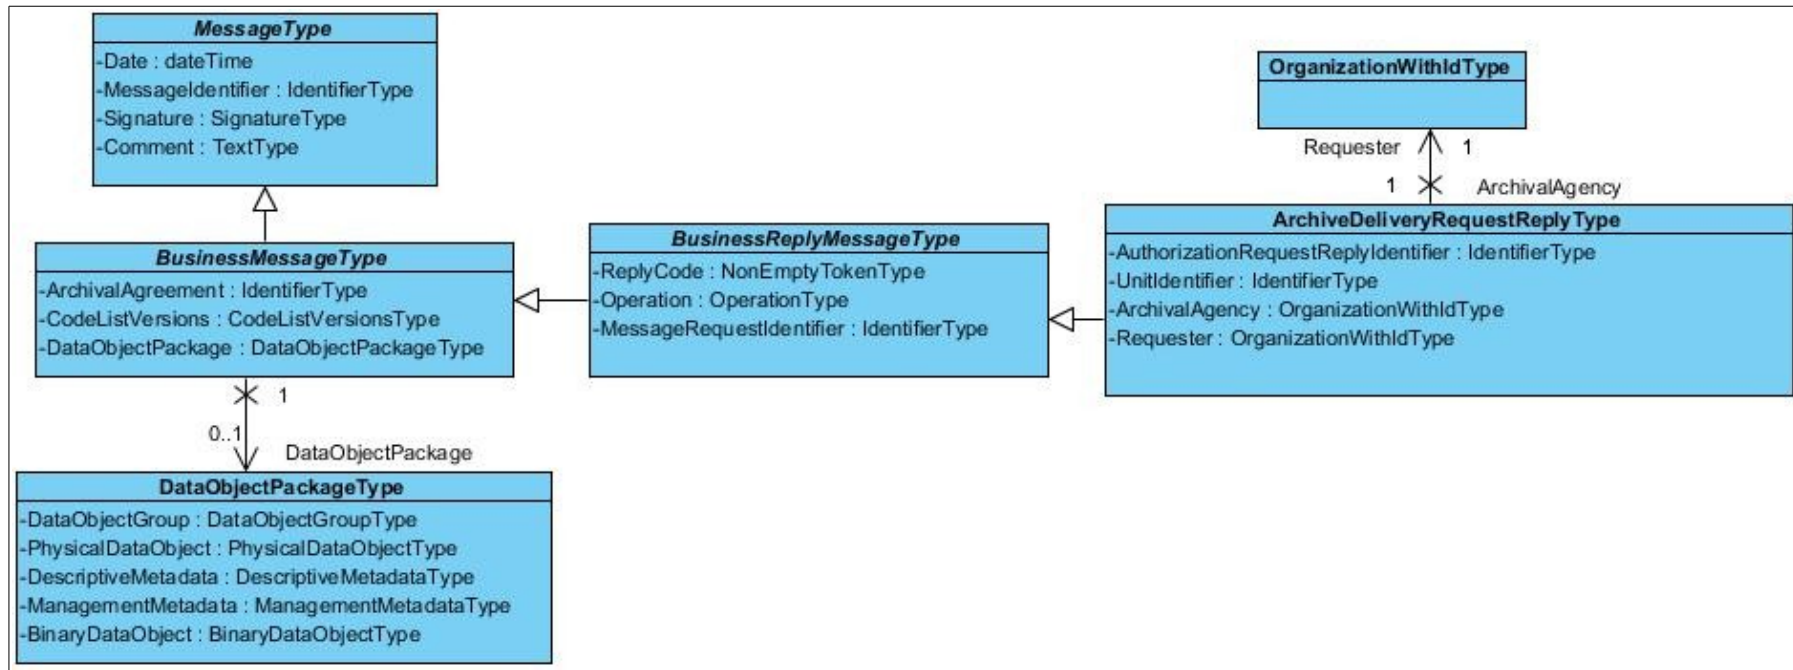 MessageType
-Date : dateTime
-MessageIdentifier : IdentifierType
-Signature : SignatureType
-Comment : TextType
OrganizationWithIdType
Requester 1
1 ArchivalAgency
BusinessMessageType
-ArchivalAgreement : IdentifierType
-CodeListVersions : CodeListVersionsType
-DataObjectPackage : DataObjectPackageType
BusinessReplyMessageType
-ReplyCode : NonEmptyTokenType
-Operation : OperationType
-MessageRequestIdentifier : IdentifierType
ArchiveDeliveryRequestReplyType
-AuthorizationRequestReplyIdentifier : IdentifierType
-UnitIdentifier : IdentifierType
-ArchivalAgency : OrganizationWithIdType
-Requester : OrganizationWithIdType
1
0..1
DataObjectPackage
DataObjectPackageType
-DataObjectGroup : DataObjectGroupType
-PhysicalDataObject : PhysicalDataObjectType
-DescriptiveMetadata : DescriptiveMetadataType
-ManagementMetadata : ManagementMetadataType
-BinaryDataObject : BinaryDataObjectType